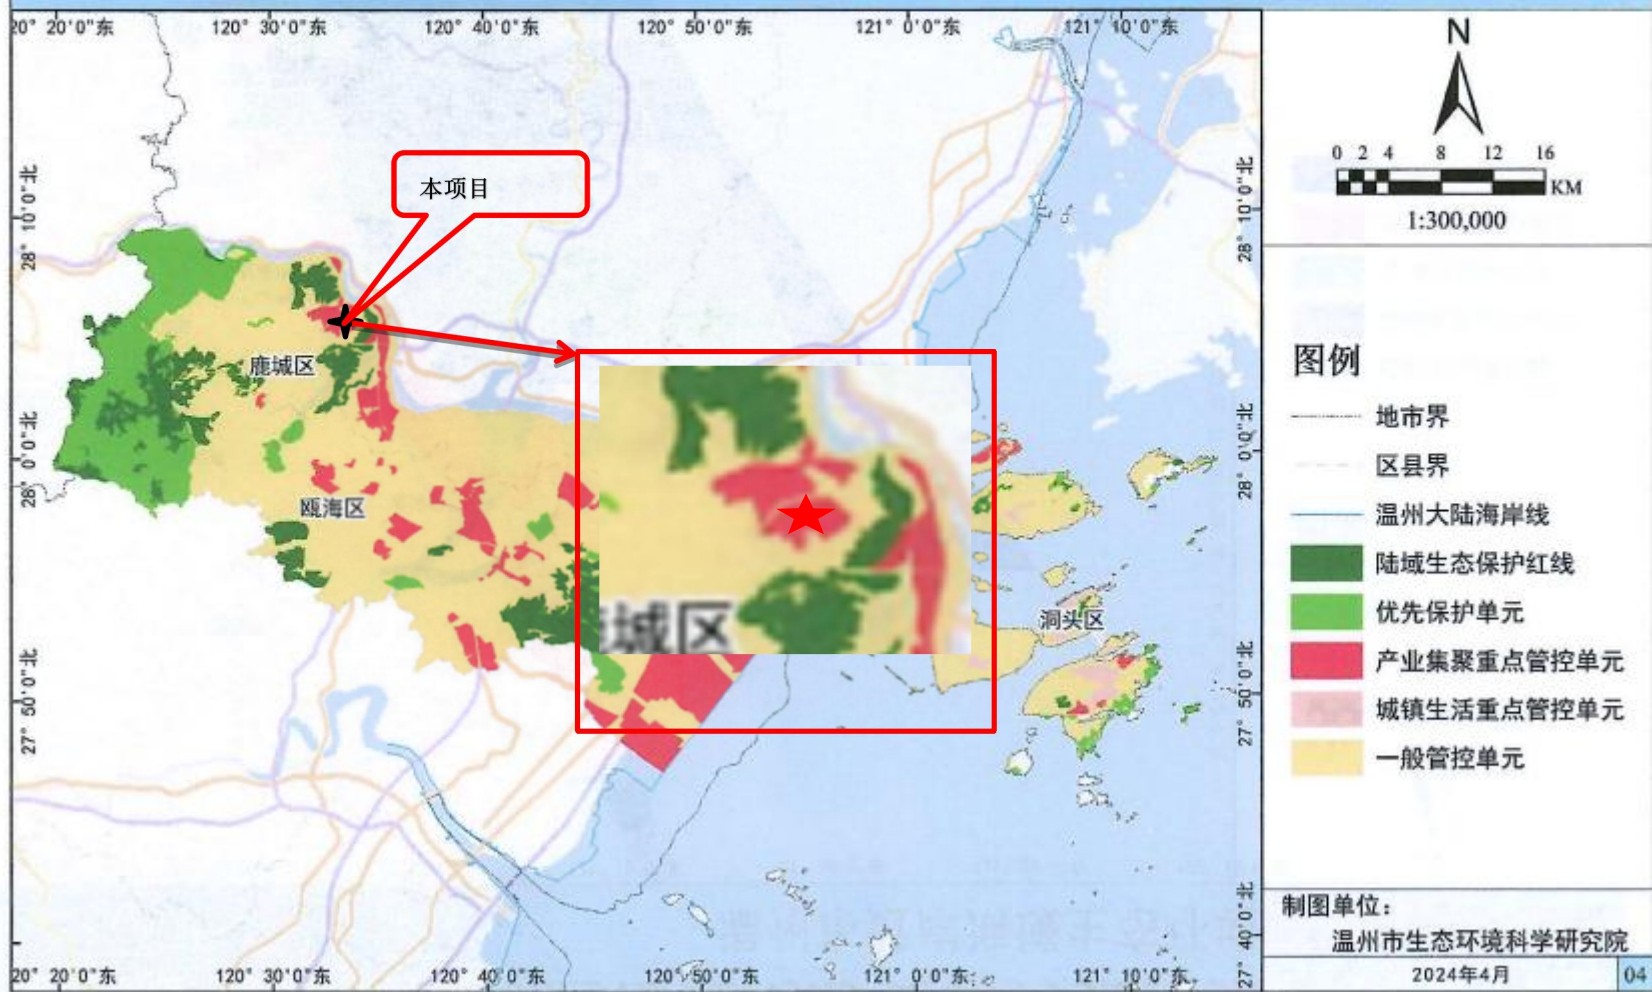 20° 20′0″东
120° 30′0″东
120° 40′0″东
120° 50′0″东
121° 0′0″东
121° 10′0″东
N
0 2 4 8 12 16
KM
1:300,000
28° 10′0″北
28° 10′0″北
本项目
鹿城区
图例
地市界
28° 0′0″北
28° 0′0″北
区县界
瓯海区
温州大陆海岸线
陆域生态保护红线
城区
洞头区
优先保护单元
产业集聚重点管控单元
27° 50′0″北
27° 50′0″北
城镇生活重点管控单元
一般管控单元
27° 40′0″北
制图单位：
温州市生态环境科学研究院
20° 20′0″东
120° 30′0″东
120° 40′0″东
120° 50′0″东
121° 0′0″东
121° 10′0″东
2024年4月
04